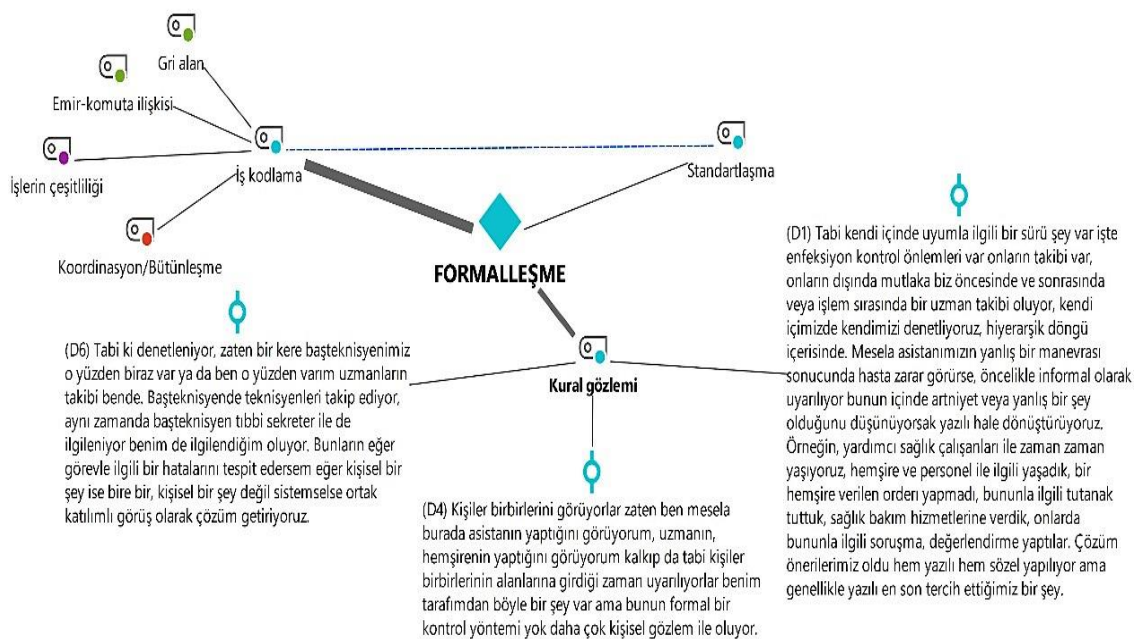 Gri alan
Emir-komuta ilişkisi
İş kodlama
Standartlaşma
İşlerin çeşitliliği
Koordinasyon/Bütünleşme
FORMALLEŞME
(D1) Tabi kendi içinde uyumla ilgili bir sürü şey var işte
enfeksiyon kontrol önlemleri var onların takibi var,
onların dışında mutlaka biz öncesinde ve sonrasında
veya işlem sırasında bir uzman takibi oluyor, kendi
içimizde kendimizi denetliyoruz, hiyerarşik döngü
içerisinde. Mesela asistanımızın yanlış bir manevrası
sonucunda hasta zarar görürse, öncelikle informal olarak
uyarılıyor bunun içinde artniyet veya yanlış bir şey
olduğunu düşünüyorsak yazılı hale dönüştürüyoruz.
Örneğin, yardımcı sağlık çalışanları ile zaman zaman
yaşıyoruz, hemşire ve personel ile ilgili yaşadık, bir
hemşire verilen orderı yapmadı, bununla ilgili tutanak
tuttuk, sağlık bakım hizmetlerine verdik, onlarda
bununla ilgili soruşma, değerlendirme yaptılar. Çözüm
önerilerimiz oldu hem yazılı hem sözel yapılıyor ama
genellikle yazılı en son tercih ettiğimiz bir şey.
Kural gözlemi
(D6) Tabi ki denetleniyor, zaten bir kere başteknisyenimiz
o yüzden biraz var ya da ben o yüzden varım uzmanların
takibi bende. Başteknisyende teknisyenleri takip ediyor,
aynı zamanda başteknisyen tıbbi sekreter ile de
ilgileniyor benim de ilgilendiğim oluyor. Bunların eğer
görevle ilgili bir hatalarını tespit edersem eğer kişisel bir
şey ise bire bir, kişisel bir şey değil sistemselse ortak
katılımlı görüş olarak çözüm getiriyoruz.
(D4) Kişiler birbirlerini görüyorlar zaten ben mesela
burada asistanın yaptığını görüyorum, uzmanın,
hemşirenin yaptığını görüyorum kalkıp da tabi kişiler
birbirlerinin alanlarına girdiği zaman uyarılıyorlar benim
tarafımdan böyle bir şey var ama bunun formal bir
kontrol yöntemi yok daha çok kişisel gözlem ile oluyor.